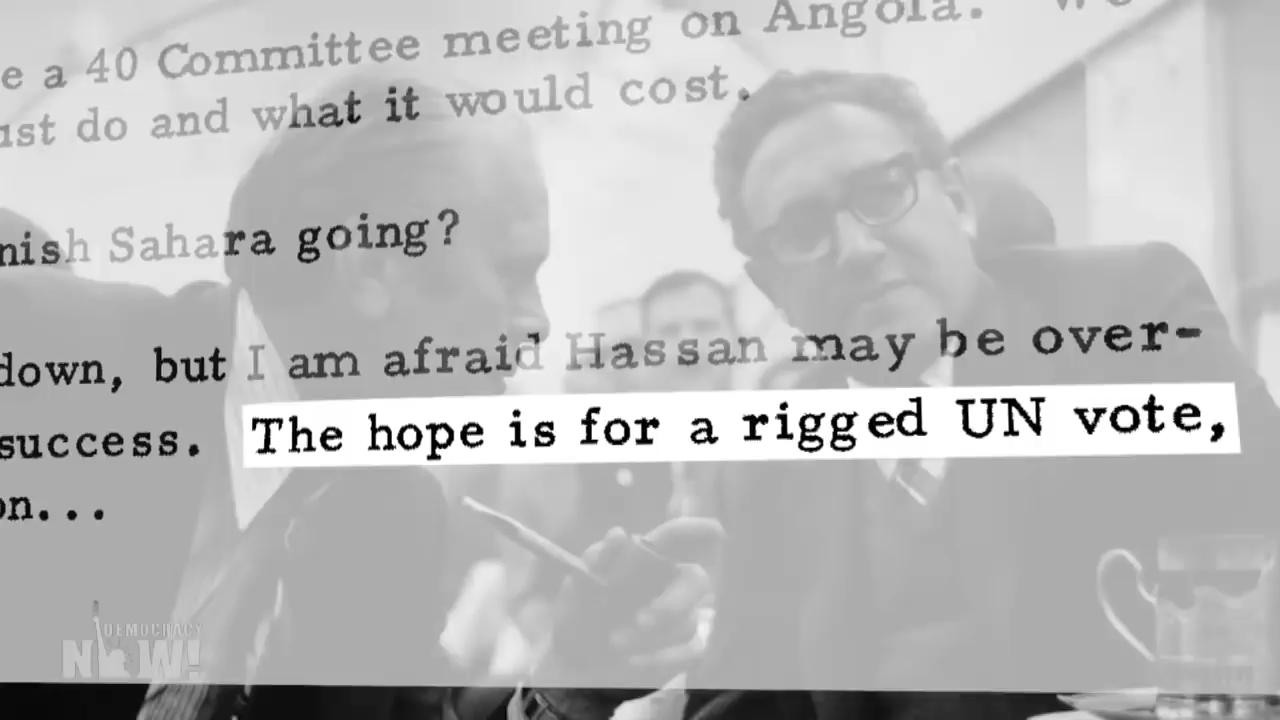 e a 40 Committee meeting on Angola.
ust do and what it would cost.
nish Sahara going?
down, but I am afraid Hassan may be over-
success. The hope is for a rigged UN vote,
on...
DEMOCRACY
NOW!